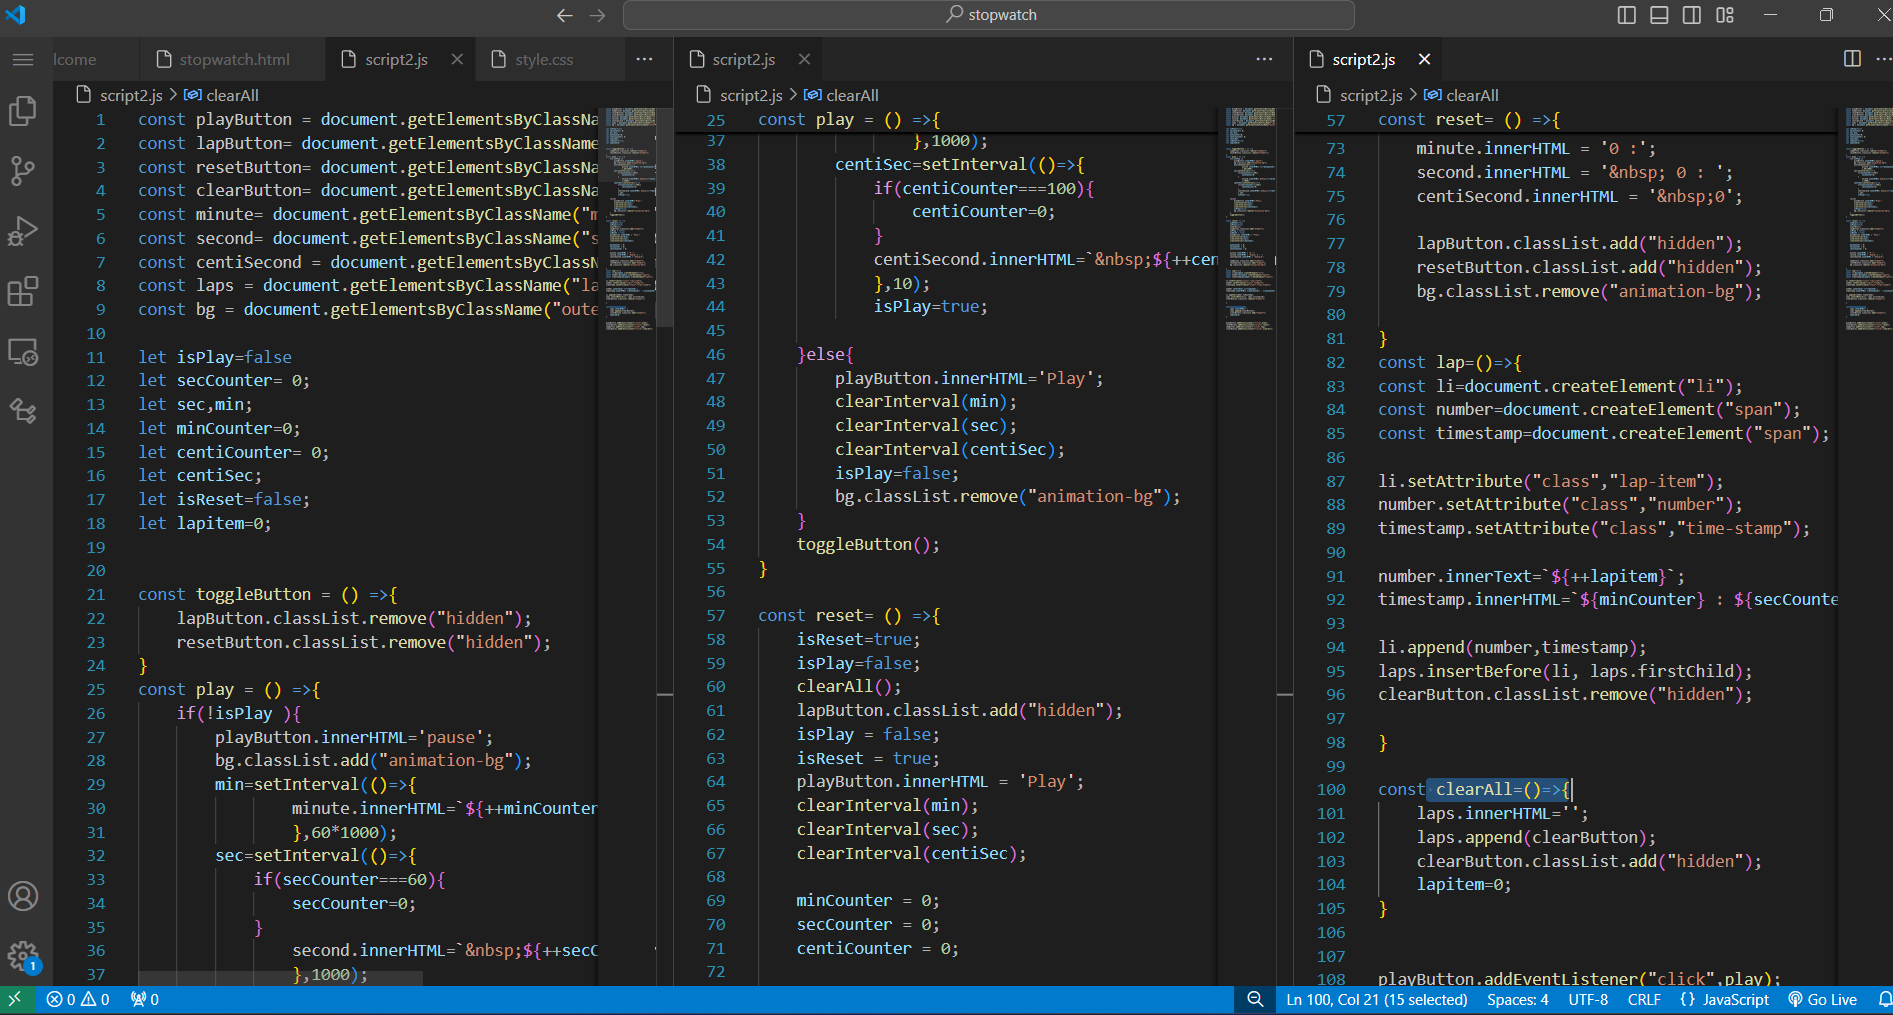 stopwatch
lcome stopwatch.html script2.js style.css
script2.js > clearAll
1 const playButton = document.getElementsByClassNa
2 const lapButton= document.getElementsByClassName
3 const resetButton= document.getElementsByClassNa
4 const clearButton= document.getElementsByClassNa
5 const minute= document.getElementsByClassName("m
6 const second= document.getElementsByClassName("s
7 const centiSecond = document.getElementsByClassN
8 const laps = document.getElementsByClassName("la
9 const bg = document.getElementsByClassName("oute
10
11 let isPlay=false
12 let secCounter= 0;
13 let sec,min;
14 let minCounter=0;
15 let centiCounter= 0;
16 let centiSec;
17 let isReset=false;
18 let lapitem=0;
19
20
21 const toggleButton = () =>{
22 lapButton.classList.remove("hidden");
23 resetButton.classList.remove("hidden");
24 }
25 const play = () =>{
26 if(!isPlay ){
27 playButton.innerHTML='pause';
28 bg.classList.add("animation-bg");
29 min=setInterval(()=>{
30 minute.innerHTML=`${++minCounter
31 },60*1000);
32 sec=setInterval(()=>{
33 if(secCounter===60){
34 secCounter=0;
35 }
36 second.innerHTML=`&nbsp;${++secC
37 },1000);
script2.js
script2.js > clearAll
25 const play = () =>{
37 },1000);
38 centiSec=setInterval(()=>{
39 if(centiCounter===100){
40 centiCounter=0;
41 }
42 centiSecond.innerHTML=`&nbsp;${++cen
43 },10);
44 isPlay=true;
45
46 }else{
47 playButton.innerHTML='Play';
48 clearInterval(min);
49 clearInterval(sec);
50 clearInterval(centiSec);
51 isPlay=false;
52 bg.classList.remove("animation-bg");
53 }
54 toggleButton();
55 }
56
57 const reset= () =>{
58 isReset=true;
59 isPlay=false;
60 clearAll();
61 lapButton.classList.add("hidden");
62 isPlay = false;
63 isReset = true;
64 playButton.innerHTML = 'Play';
65 clearInterval(min);
66 clearInterval(sec);
67 clearInterval(centiSec);
68
69 minCounter = 0;
70 secCounter = 0;
71 centiCounter = 0;
72
script2.js
script2.js > clearAll
57 const reset= () =>{
73 minute.innerHTML = '0 :';
74 second.innerHTML = '&nbsp; 0 : ';
75 centiSecond.innerHTML = '&nbsp;0';
76
77 lapButton.classList.add("hidden");
78 resetButton.classList.add("hidden");
79 bg.classList.remove("animation-bg");
80
81 }
82 const lap=()=>{
83 const li=document.createElement("li");
84 const number=document.createElement("span");
85 const timestamp=document.createElement("span");
86
87 li.setAttribute("class","lap-item");
88 number.setAttribute("class","number");
89 timestamp.setAttribute("class","time-stamp");
90
91 number.innerText=`${++lapitem}`;
92 timestamp.innerHTML=`${minCounter} : ${secCounte
93
94 li.append(number,timestamp);
95 laps.insertBefore(li, laps.firstChild);
96 clearButton.classList.remove("hidden");
97
98 }
99
100 const clearAll=()=>{
101 laps.innerHTML='';
102 laps.append(clearButton);
103 clearButton.classList.add("hidden");
104 lapitem=0;
105 }
106
107
108 playButton.addEventListener("click",play);
1
0 0 0 Ln 100, Col 21 (15 selected) Spaces: 4 UTF-8 CRLF {} JavaScript Go Live